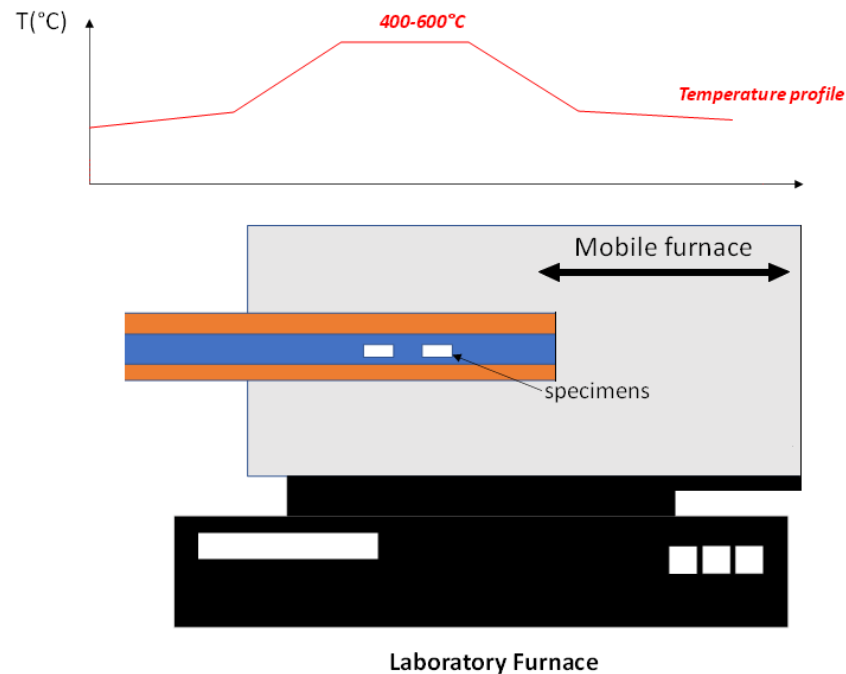 T(°C)
400-600°C
Temperature profile
Mobile furnace
specimens
Laboratory Furnace